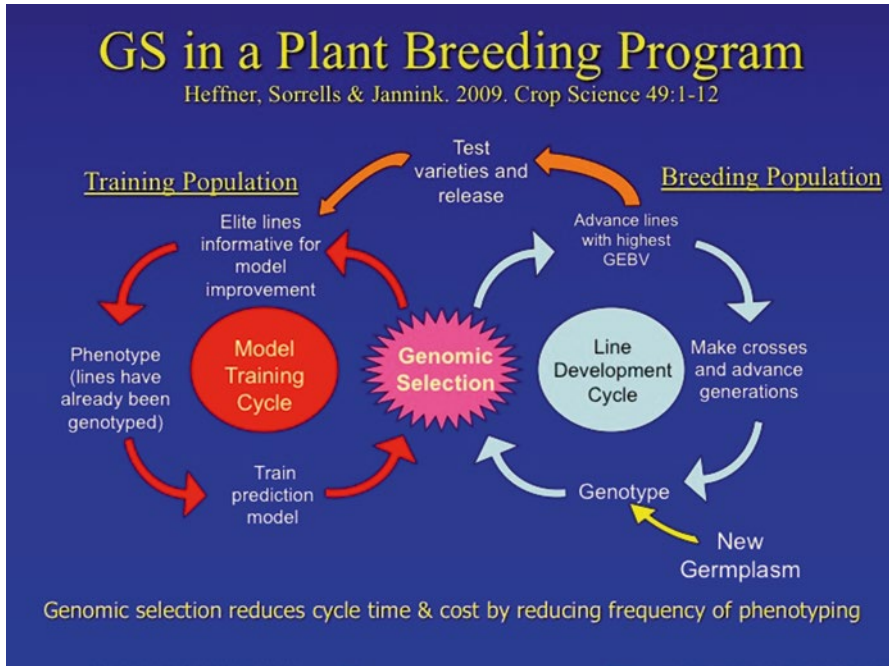 GS in a Plant Breeding Program
Heffner, Sorrells & Jannink. 2009. Crop Science 49:1-12
Training Population
Test
varieties and
release
Breeding Population
Elite lines
informative for
model
improvement
Advance lines
with highest
GEBV
Phenotype
(lines have
already been
genotyped)
Model
Training
Cycle
Genomic
Selection
Line
Development
Cycle
Make crosses
and advance
generations
Train
prediction
model
Genotype
New
Germplasm
Genomic selection reduces cycle time & cost by reducing frequency of phenotyping